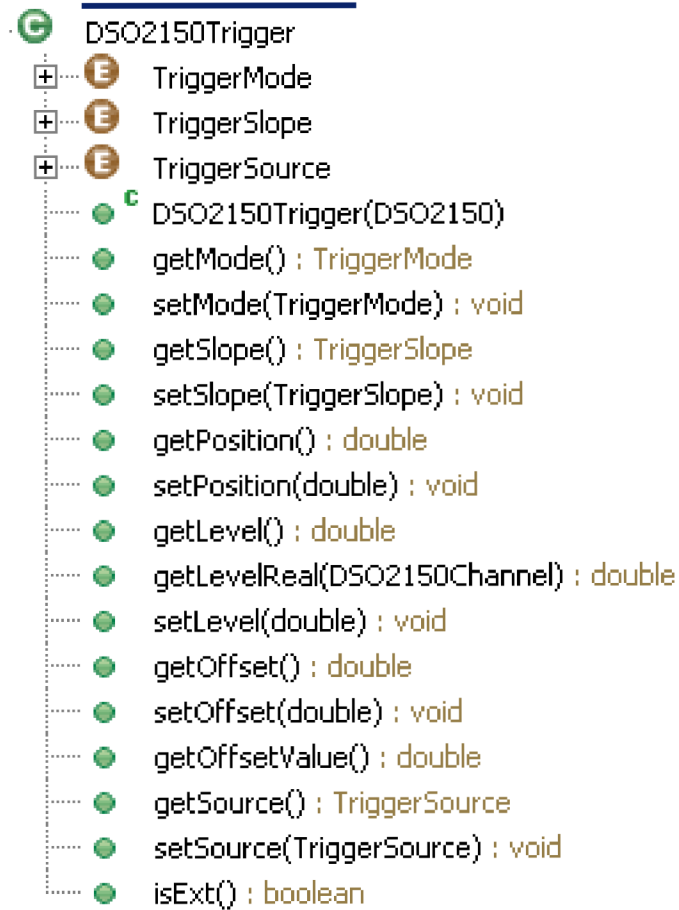 C DSO2150Trigger
E TriggerMode
E TriggerSlope
E TriggerSource
C DSO2150Trigger(DSO2150)
getMode() : TriggerMode
setMode(TriggerMode) : void
getSlope() : TriggerSlope
setSlope(TriggerSlope) : void
getPosition() : double
setPosition(double) : void
getLevel() : double
getLevelReal(DSO2150Channel) : double
setLevel(double) : void
getOffset() : double
setOffset(double) : void
getOffsetValue() : double
getSource() : TriggerSource
setSource(TriggerSource) : void
isExt() : boolean